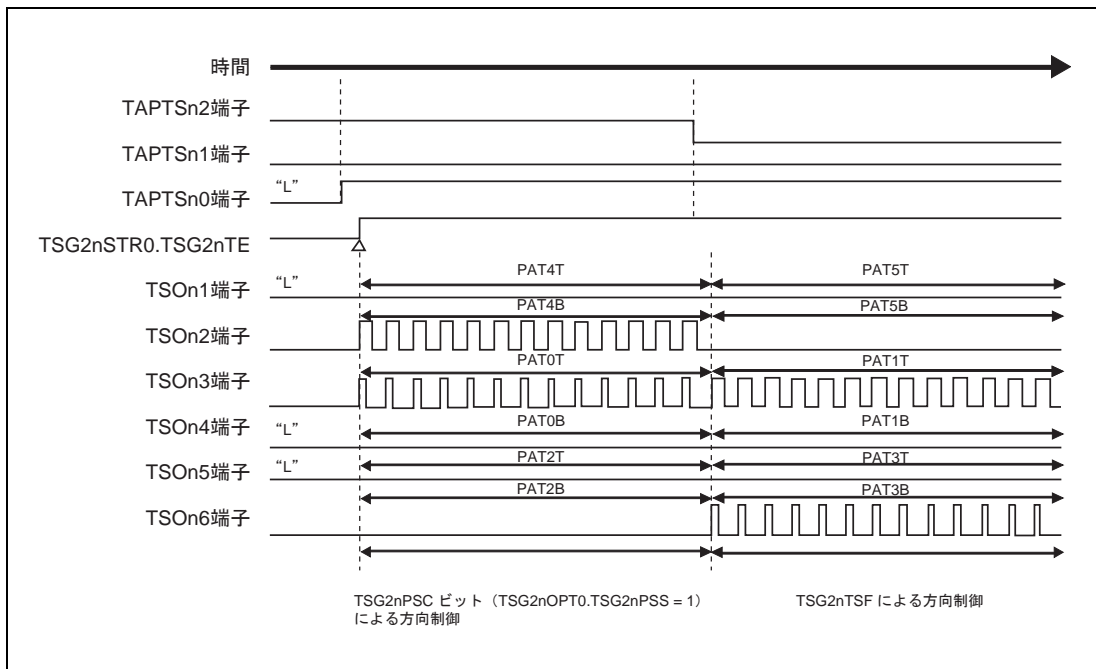 時間
TAPTSn2端子
TAPTSn1端子
TAPTSn0端子
“L”
TSG2nSTR0.TSG2nTE
PAT4T
PAT5T
TSOn1端子
“L”
PAT4B
PAT5B
TSOn2端子
PAT0T
PAT1T
TSOn3端子
TSOn4端子
“L”
PAT0B
PAT1B
TSOn5端子
“L”
PAT2T
PAT3T
PAT2B
PAT3B
TSOn6端子
TSG2nPSC ビット（TSG2nOPT0.TSG2nPSS = 1）
による方向制御
TSG2nTSF による方向制御